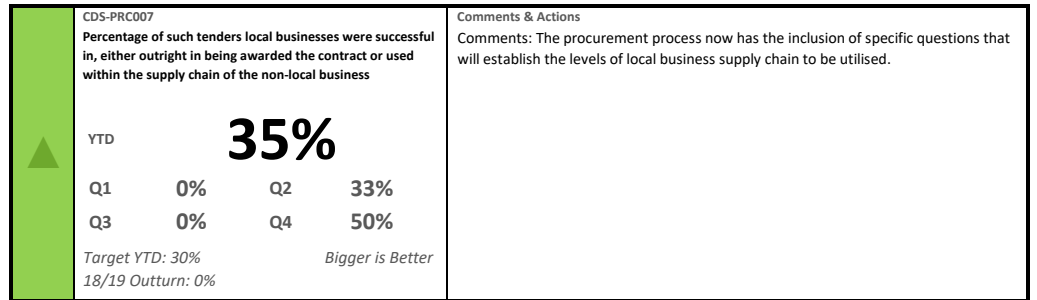 CDS-PRC007
Percentage of such tenders local businesses were successful
in, either outright in being awarded the contract or used
within the supply chain of the non-local business
YTD 35%
Q1 0% Q2 33%
Q3 0% Q4 50%
Target YTD: 30% Bigger is Better
18/19 Outturn: 0%
Comments & Actions
Comments: The procurement process now has the inclusion of specific questions that
will establish the levels of local business supply chain to be utilised.